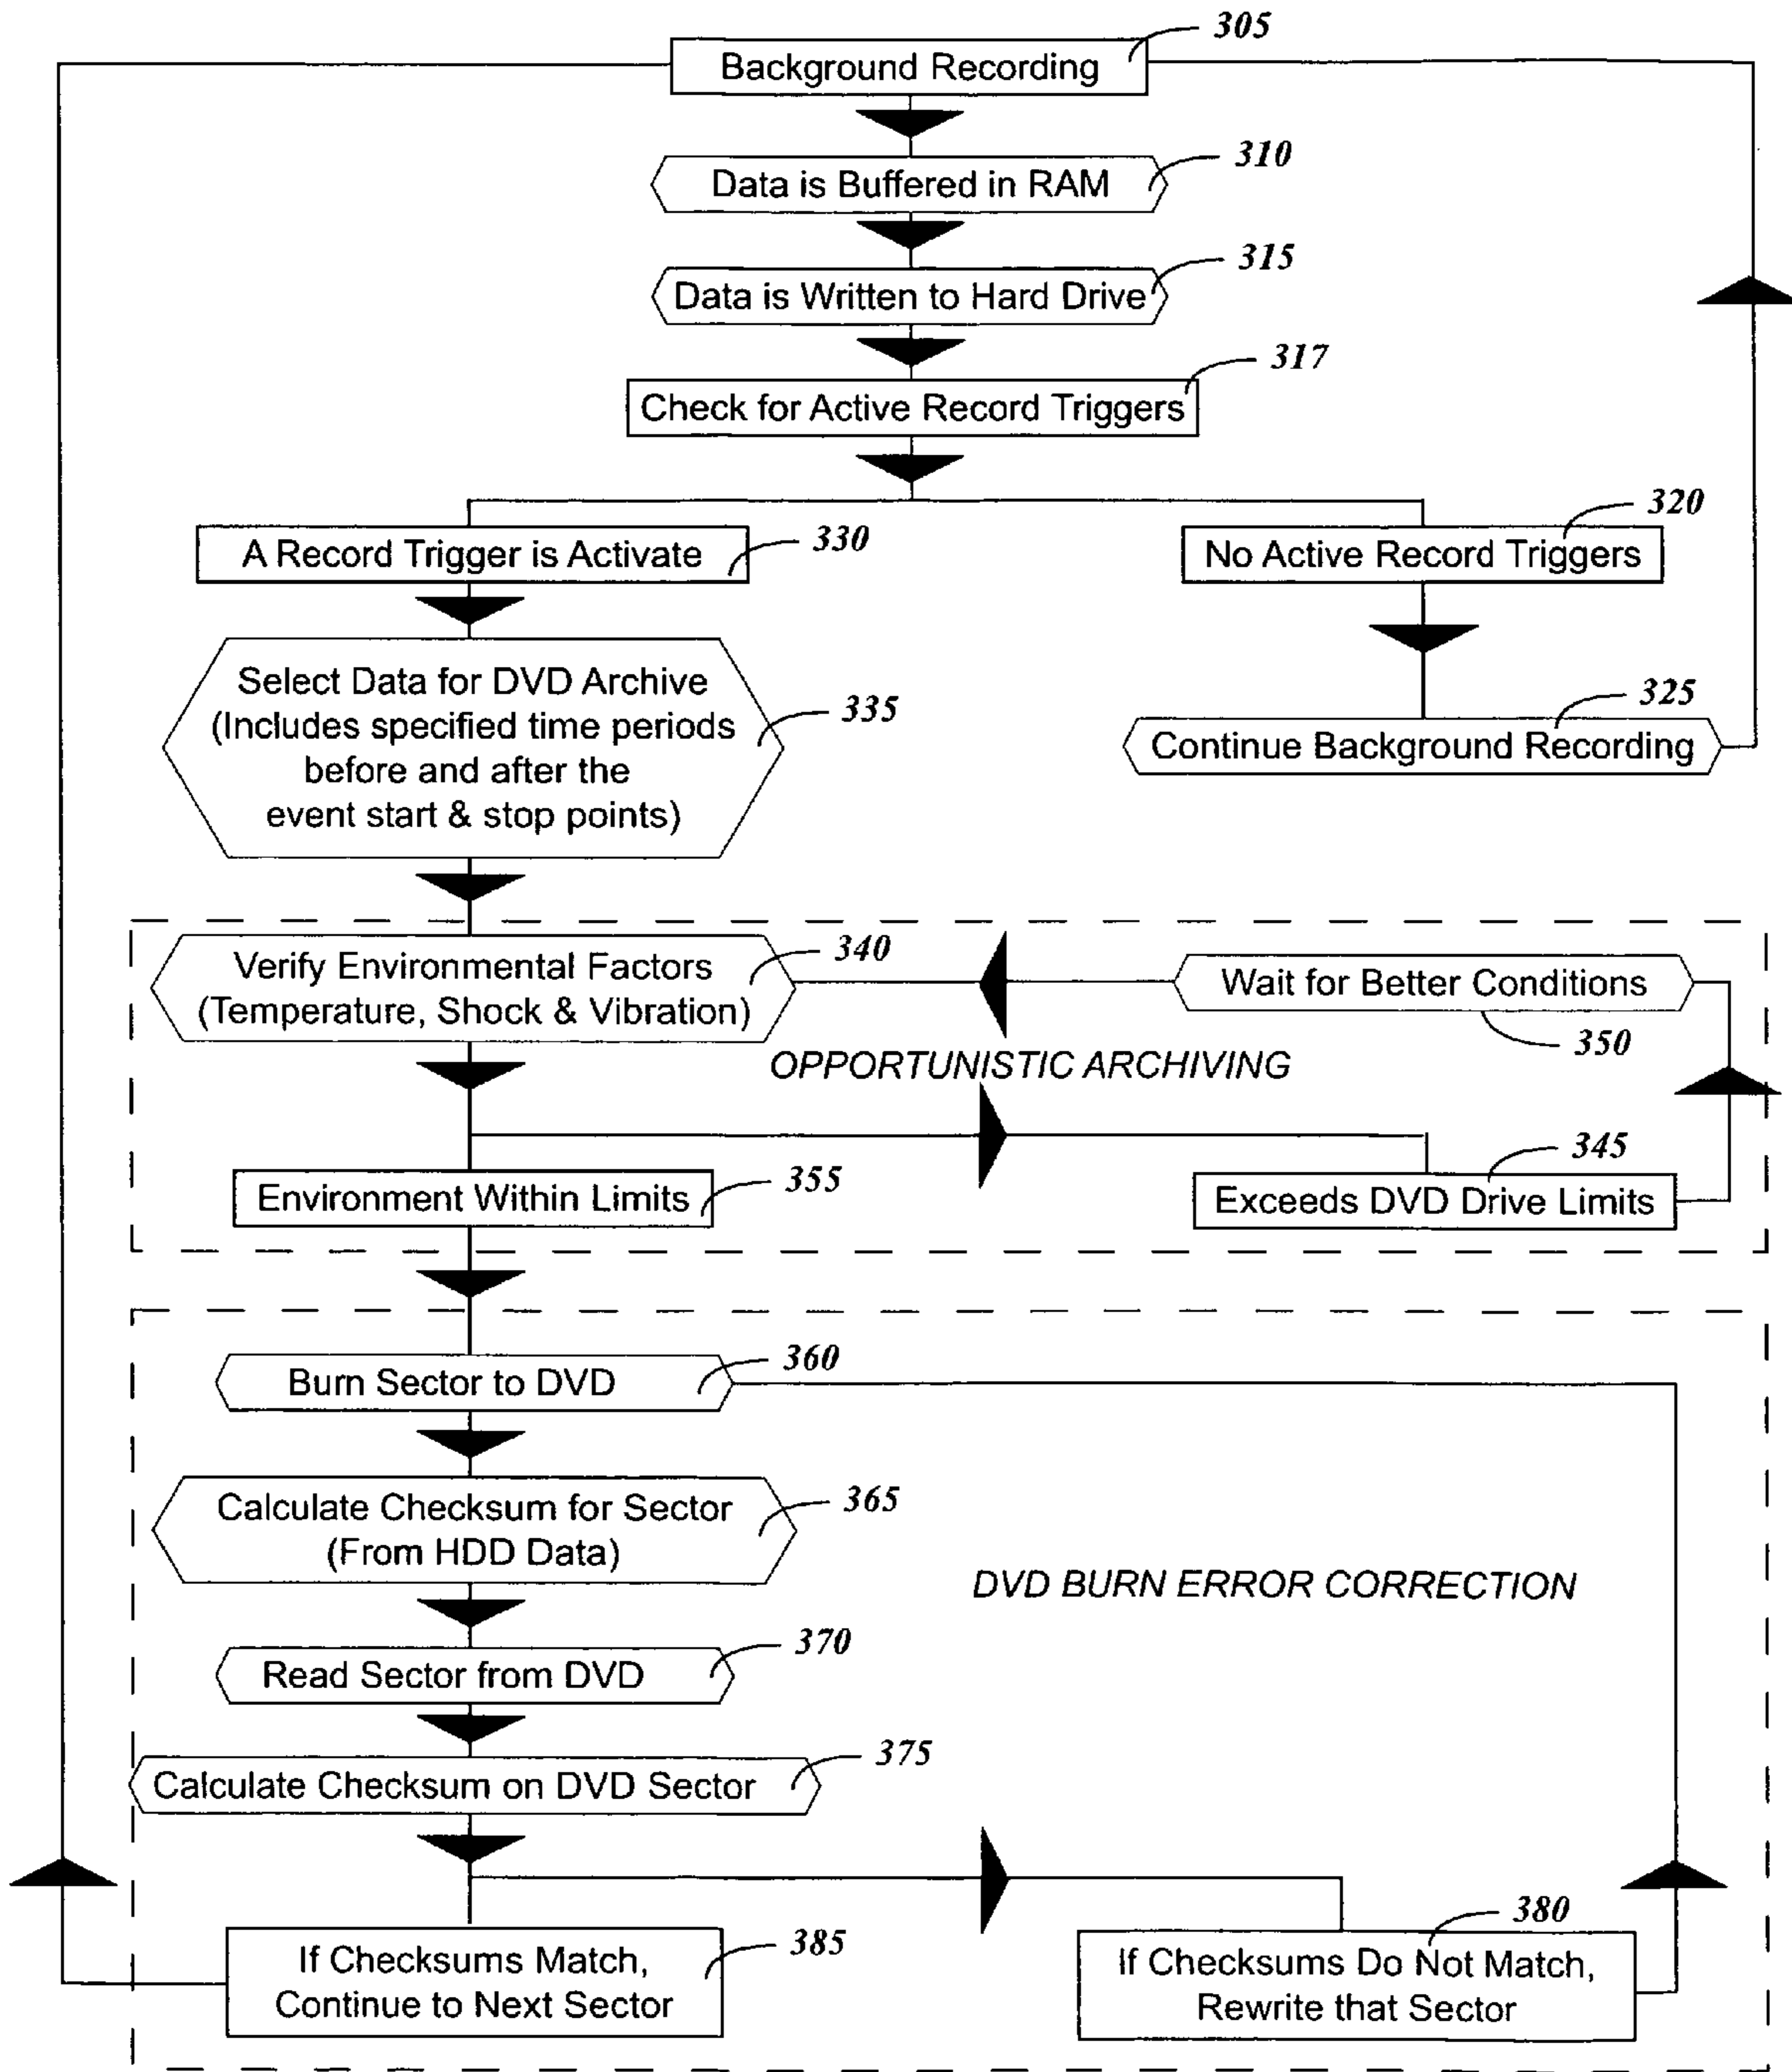 305
Background Recording
310
Data is Buffered in RAM
315
Data is Written to Hard Drive
317
Check for Active Record Triggers
330
A Record Trigger is Activate
320
No Active Record Triggers
335
Select Data for DVD Archive
(Includes specified time periods
before and after the
event start & stop points)
325
Continue Background Recording
340
Verify Environmental Factors
(Temperature, Shock & Vibration)
Wait for Better Conditions
350
OPPORTUNISTIC ARCHIVING
355
Environment Within Limits
345
Exceeds DVD Drive Limits
360
Burn Sector to DVD
365
Calculate Checksum for Sector
(From HDD Data)
DVD BURN ERROR CORRECTION
370
Read Sector from DVD
375
Calculate Checksum on DVD Sector
385
If Checksums Match,
Continue to Next Sector
380
If Checksums Do Not Match,
Rewrite that Sector